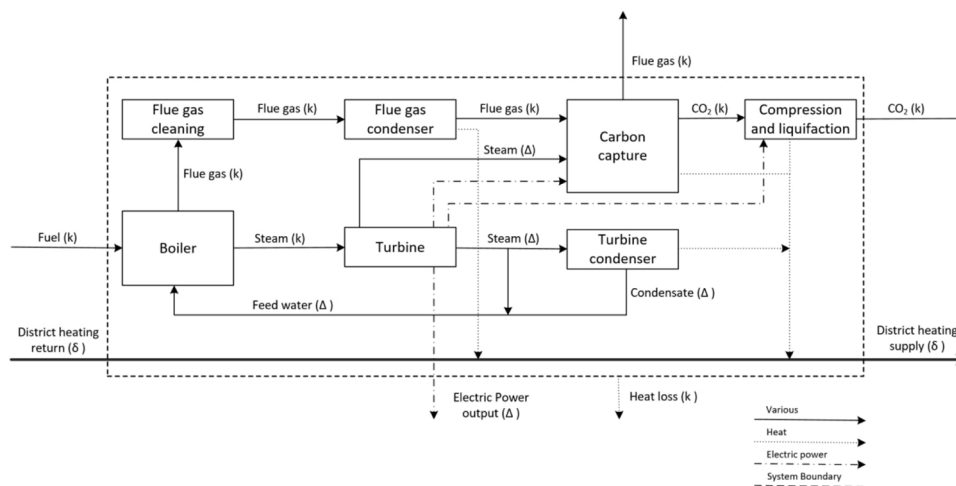 Flue gas (k)
Flue gas
cleaning
Flue gas (k)
Flue gas
condenser
Flue gas (k)
Carbon
capture
CO₂ (k)
Compression
and liquifaction
CO₂ (k)
Steam (Δ)
Flue gas (k)
Fuel (k)
Boiler
Steam (k)
Turbine
Steam (Δ)
Turbine
condenser
Feed water (Δ )
Condensate (Δ )
District heating
return (δ )
District heating
supply (δ )
Electric Power
output (Δ )
Heat loss (k )
Various
Heat
Electric power
System Boundary